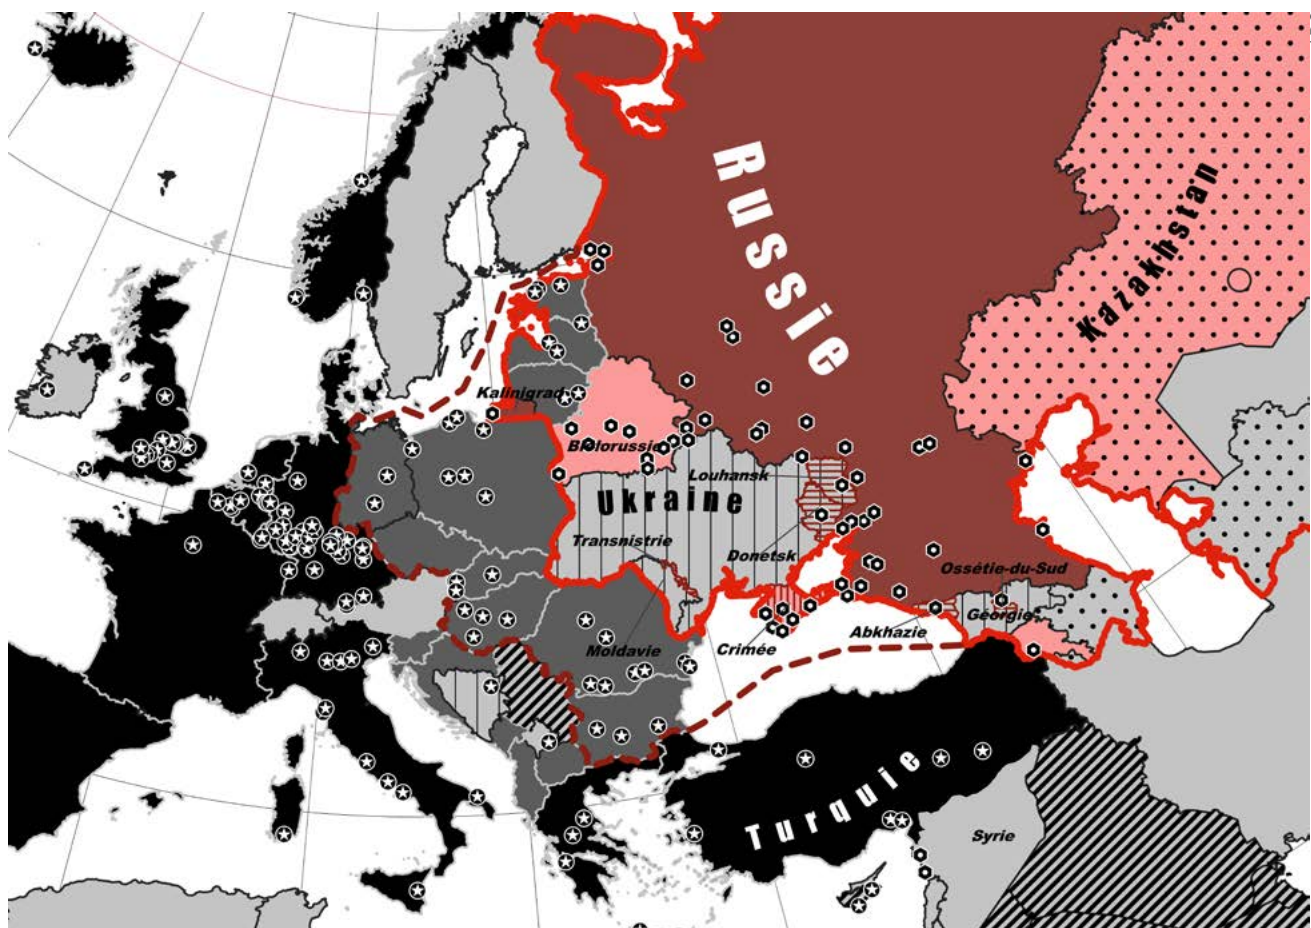 Russie
Kazakhstan
Kalinigrad
Biélorussie
Louhansk
Ukraine
Transnistrie
Donetsk
Ossétie-du-Sud
Géorgie
Abkhazie
Moldavie
Crimée
Turquie
Syrie